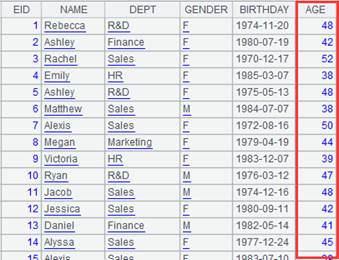 EID NAME DEPT GENDER BIRTHDAY AGE
1 Rebecca R&D F 1974-11-20 48
2 Ashley Finance F 1980-07-19 42
3 Rachel Sales F 1970-12-17 52
4 Emily HR F 1985-03-07 38
5 Ashley R&D F 1975-05-13 48
6 Matthew Sales M 1984-07-07 38
7 Alexis Sales F 1972-08-16 50
8 Megan Marketing F 1979-04-19 44
9 Victoria HR F 1983-12-07 39
10 Ryan R&D M 1976-03-12 47
11 Jacob Sales M 1974-12-16 48
12 Jessica Sales F 1980-09-11 42
13 Daniel Finance M 1982-05-14 41
14 Alyssa Sales F 1977-12-24 45
15 Alexis Sales F 1983-07-10